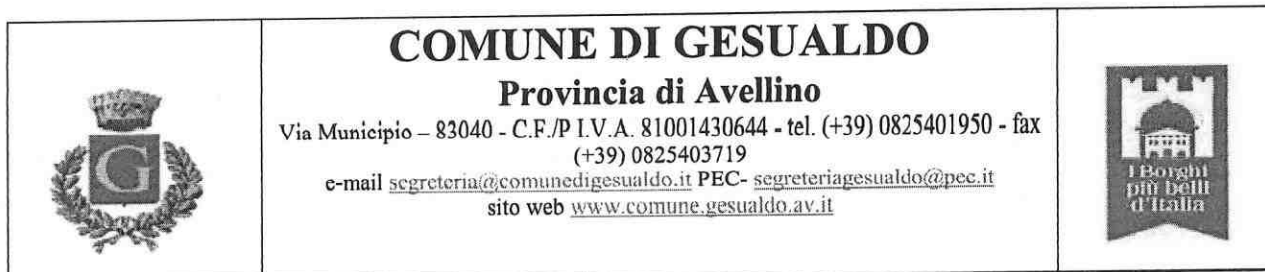 COMUNE DI GESUALDO
Provincia di Avellino
Via Municipio – 83040 - C.F./P I.V.A. 81001430644 - tel. (+39) 0825401950 - fax
(+39) 0825403719
e-mail segreteria@comunedigesualdo.it PEC- segreteriagesualdo@pec.it
sito web www.comune.gesualdo.av.it
G
I Borghi
più belli
d'Italia